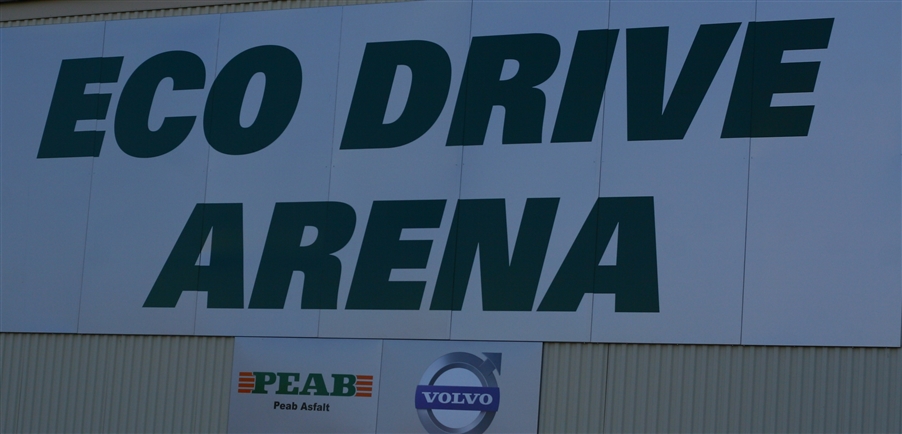 ECO DRIVE
ARENA
PEAB
Peab Asfalt
VOLVO